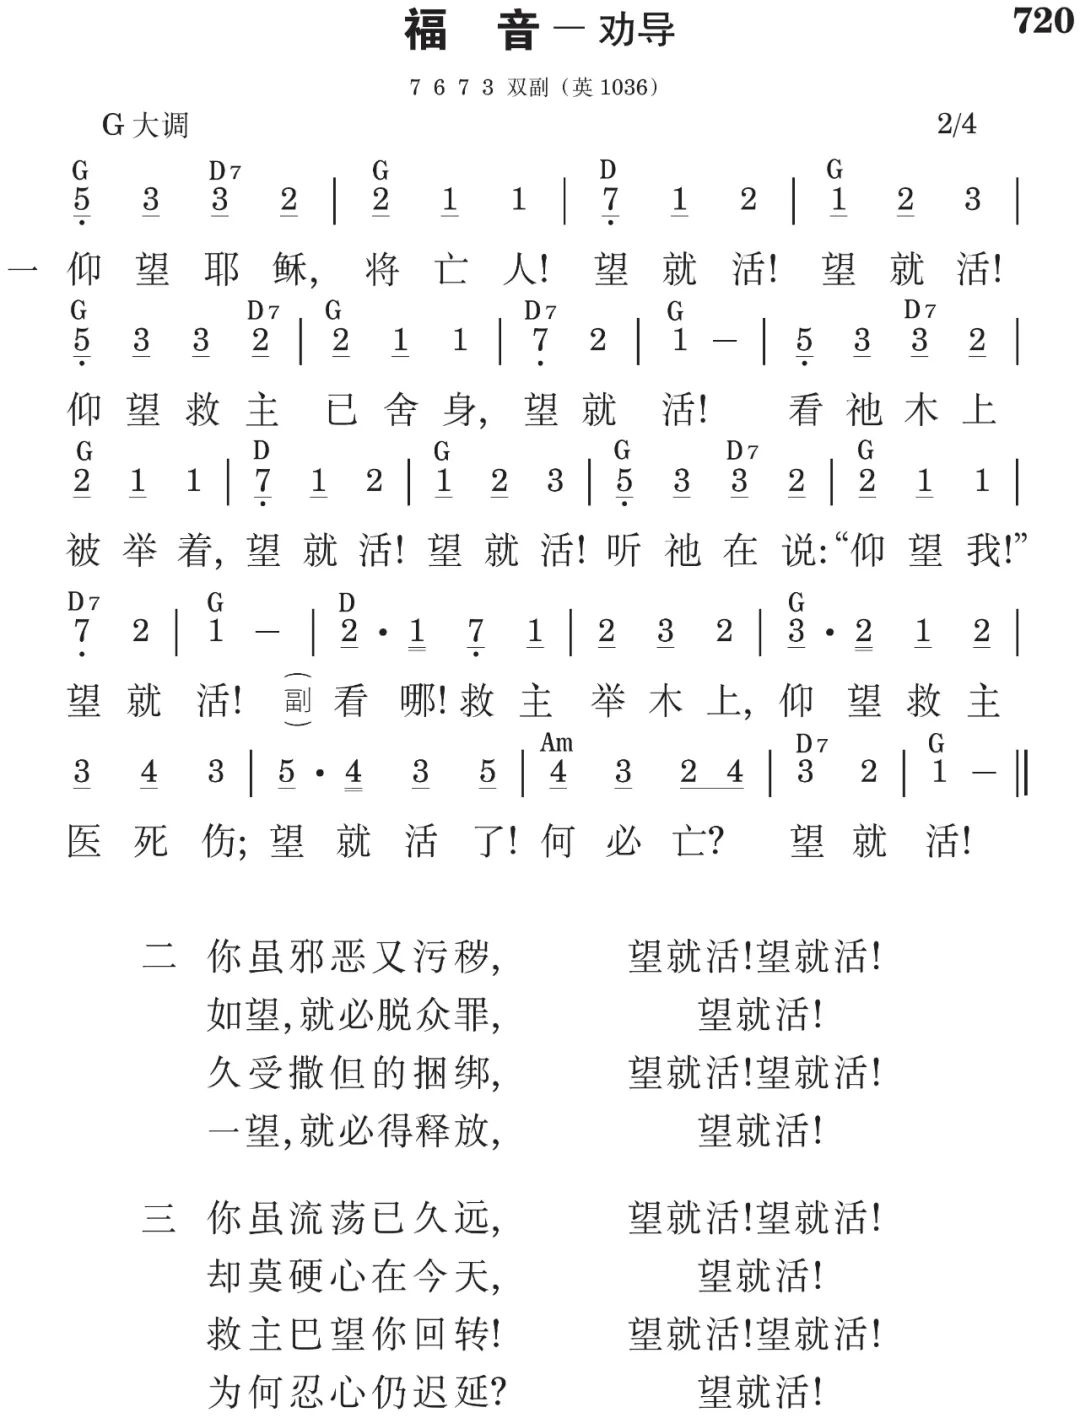 福 音 － 劝导 720
7 6 7 3 双副（英 1036）
G 大调 2/4
G D7 G D G
5 3 3 2 | 2 1 1 | 7 1 2 | 1 2 3 |
一 仰 望 耶 稣, 将 亡 人! 望 就 活! 望 就 活!
G D7 G D7 G D7
5 3 3 2 | 2 1 1 | 7 2 | 1 － | 5 3 3 2 |
仰 望 救 主 已 舍 身, 望 就 活! 看 祂 木 上
G D G G D7 G
2 1 1 | 7 1 2 | 1 2 3 | 5 3 3 2 | 2 1 1 |
被 举 着, 望 就 活! 望 就 活! 听 祂 在 说: “仰 望 我!”
D7 G D G
7 2 | 1 － | 2 · 1 7 1 | 2 3 2 | 3 · 2 1 2 |
望 就 活! （副） 看 哪! 救 主 举 木 上, 仰 望 救 主
Am D7 G
3 4 3 | 5 · 4 3 5 | 4 3 2 4 | 3 2 | 1 － ‖
医 死 伤; 望 就 活 了! 何 必 亡? 望 就 活!
二 你虽邪恶又污秽, 望就活!望就活!
如望,就必脱众罪, 望就活!
久受撒但的捆绑, 望就活!望就活!
一望,就必得释放, 望就活!
三 你虽流荡已久远, 望就活!望就活!
却莫硬心在今天, 望就活!
救主巴望你回转! 望就活!望就活!
为何忍心仍迟延? 望就活!